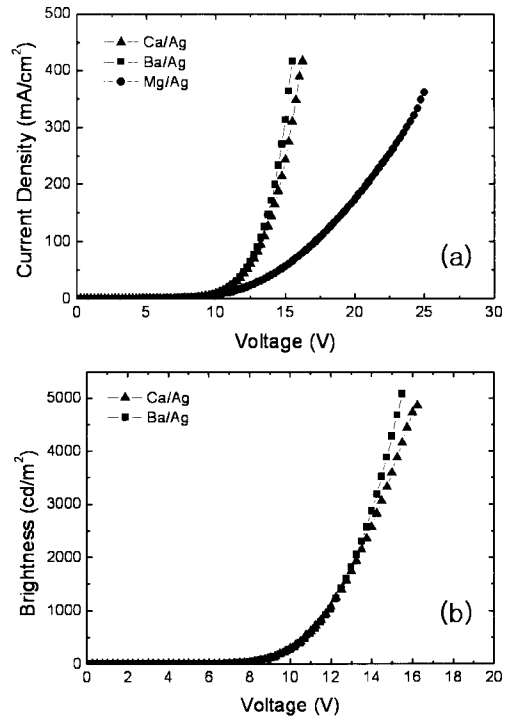 500
400
300
200
100
0
Current Density (mA/cm²)
Ca/Ag
Ba/Ag
Mg/Ag
(a)
0 5 10 15 20 25 30
Voltage (V)
5000
4000
3000
2000
1000
0
Brightness (cd/m²)
Ca/Ag
Ba/Ag
(b)
0 2 4 6 8 10 12 14 16 18 20
Voltage (V)